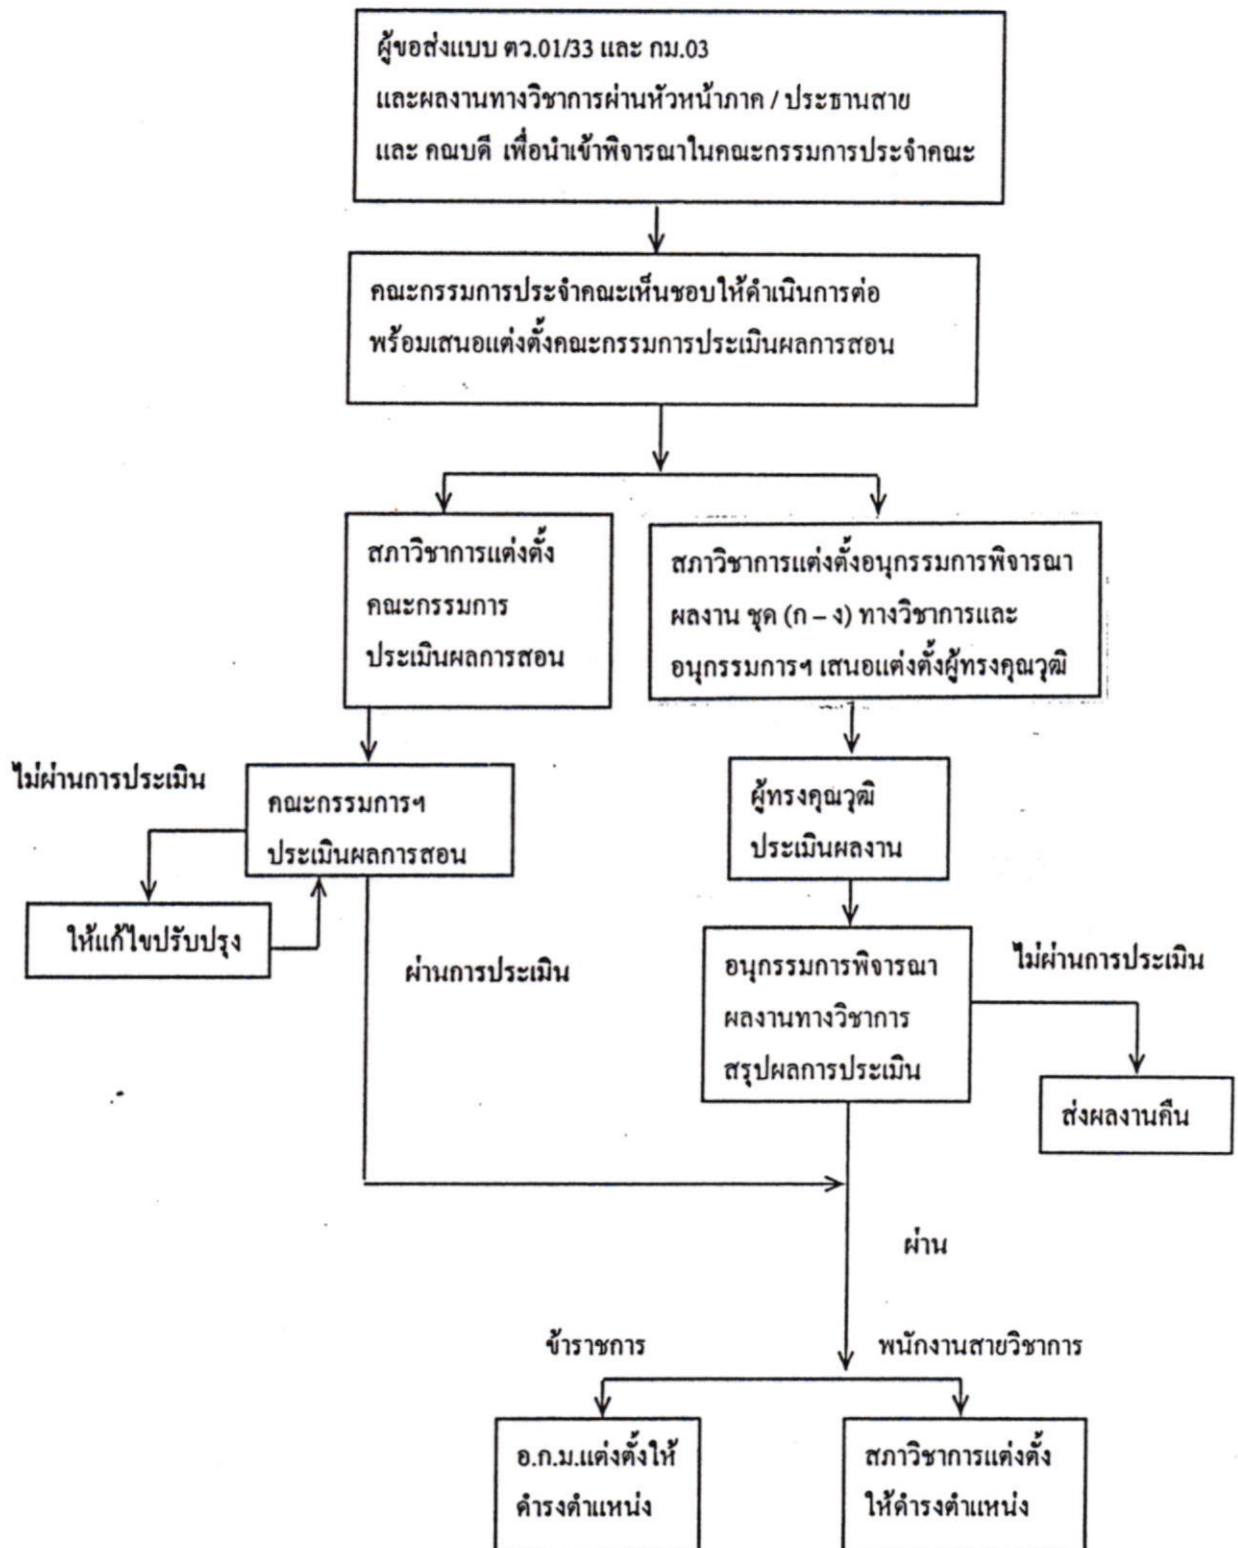 ผู้ขอส่งแบบ ตว.01/33 และ กม.03
และผลงานทางวิชาการผ่านหัวหน้าภาค / ประธานสาย
และ คณบดี เพื่อนำเข้าพิจารณาในคณะกรรมการประจำคณะ
คณะกรรมการประจำคณะเห็นชอบให้ดำเนินการต่อ
พร้อมเสนอแต่งตั้งคณะกรรมการประเมินผลการสอน
สภาวิชาการแต่งตั้ง
คณะกรรมการ
ประเมินผลการสอน
สภาวิชาการแต่งตั้งอนุกรรมการพิจารณา
ผลงาน ชุด (ก – ง) ทางวิชาการและ
อนุกรรมการฯ เสนอแต่งตั้งผู้ทรงคุณวุฒิ
ไม่ผ่านการประเมิน
คณะกรรมการฯ
ประเมินผลการสอน
ผู้ทรงคุณวุฒิ
ประเมินผลงาน
ให้แก้ไขปรับปรุง
ผ่านการประเมิน
อนุกรรมการพิจารณา
ผลงานทางวิชาการ
สรุปผลการประเมิน
ไม่ผ่านการประเมิน
ส่งผลงานคืน
ผ่าน
ข้าราชการ
พนักงานสายวิชาการ
อ.ก.ม.แต่งตั้งให้
ดำรงตำแหน่ง
สภาวิชาการแต่งตั้ง
ให้ดำรงตำแหน่ง